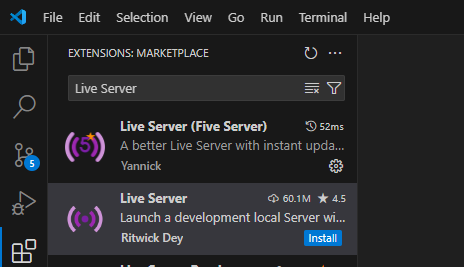 File Edit Selection View Go Run Terminal Help
EXTENSIONS: MARKETPLACE
Live Server
Live Server (Five Server) 52ms
A better Live Server with instant upda...
Yannick
Live Server 60.1M 4.5
Launch a development local Server wi...
Ritwick Dey Install
5